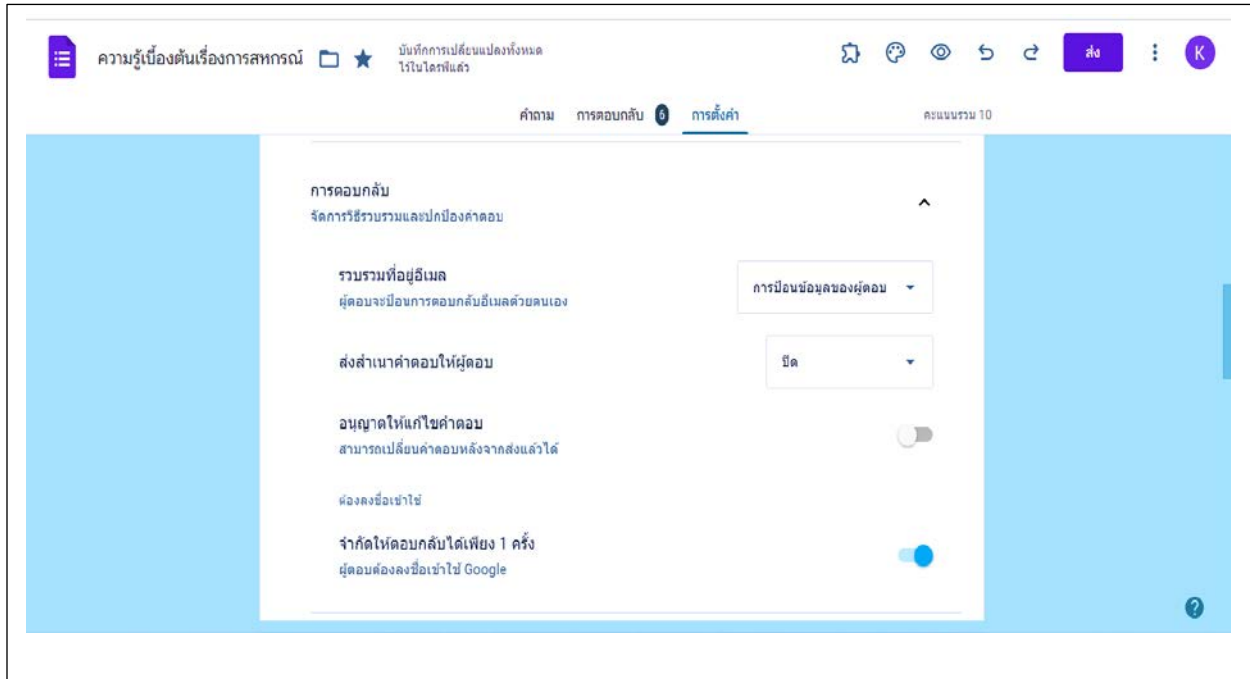 ความรู้เบื้องต้นเรื่องการสหกรณ์
บันทึกการเปลี่ยนแปลงทั้งหมด
ไว้ในไดรฟ์แล้ว
ส่ง
K
คำถาม การตอบกลับ 6 การตั้งค่า คะแนนรวม 10
การตอบกลับ
จัดการวิธีรวบรวมและปกป้องคำตอบ
รวบรวมที่อยู่อีเมล
ผู้ตอบจะป้อนการตอบกลับอีเมลด้วยตนเอง
การป้อนข้อมูลของผู้ตอบ
ส่งสำเนาคำตอบให้ผู้ตอบ
ปิด
อนุญาตให้แก้ไขคำตอบ
สามารถเปลี่ยนคำตอบหลังจากส่งแล้วได้
ต้องลงชื่อเข้าใช้
จำกัดให้ตอบกลับได้เพียง 1 ครั้ง
ผู้ตอบต้องลงชื่อเข้าใช้ Google